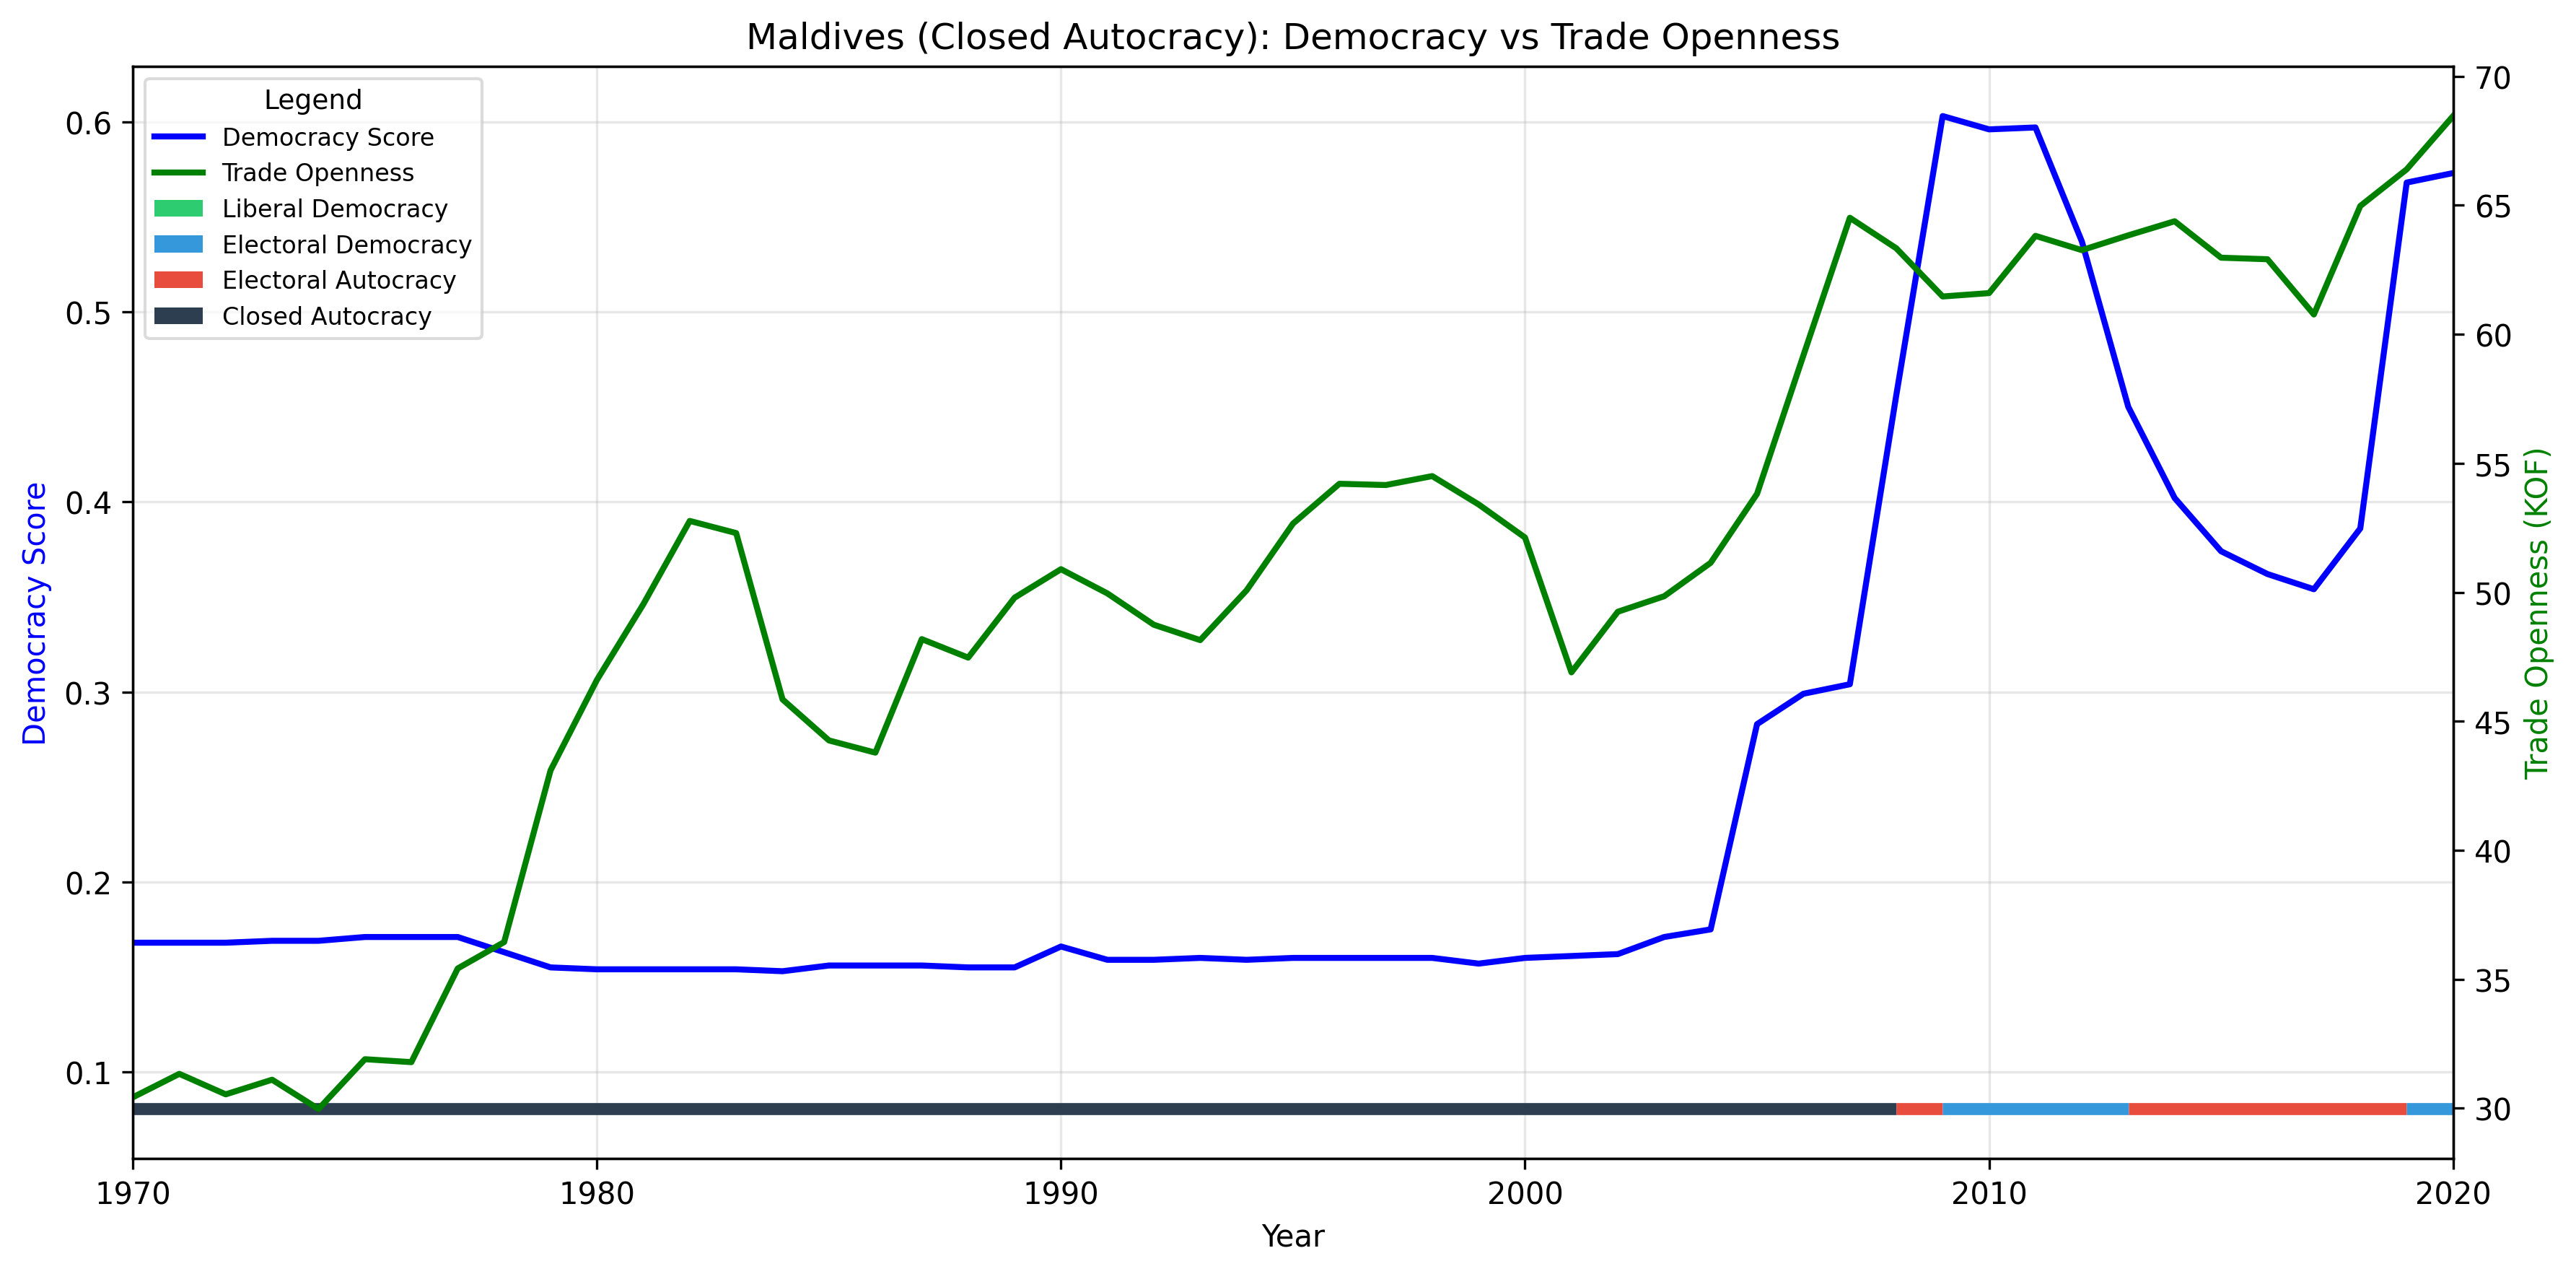 Maldives (Closed Autocracy): Democracy vs Trade Openness
Legend
Democracy Score
Trade Openness
Liberal Democracy
Electoral Democracy
Electoral Autocracy
Closed Autocracy
Democracy Score
0.6
0.5
0.4
0.3
0.2
0.1
70
65
60
55
50
45
40
35
30
Trade Openness (KOF)
1970 1980 1990 2000 2010 2020
Year